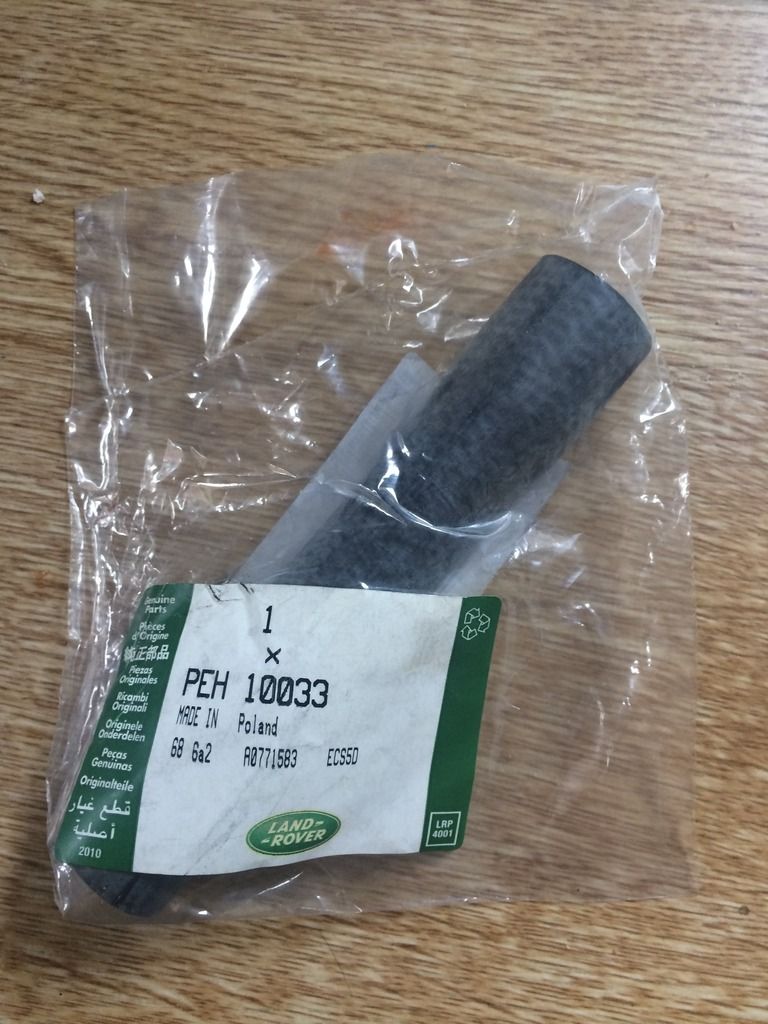 Genuine
Parts
Pièces
d'Origine
純正部品
Piezas
Originales
Ricambi
Originali
Originele
Onderdelen
Peças
Genuinas
Originalteile
قطع غيار
أصلية
2010
1
×
PEH 10033
MADE IN Poland
68 6a2 A0771583 ECS5D
LAND-
-ROVER
LRP
4001